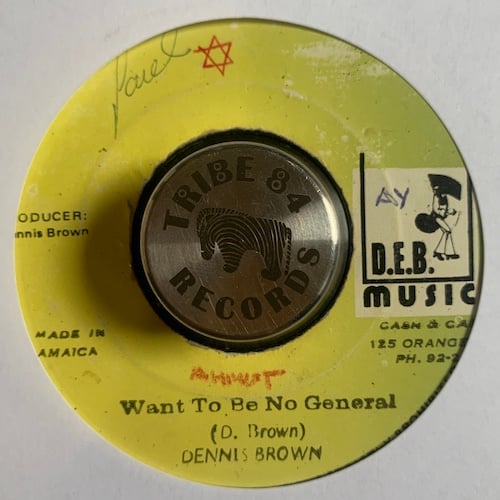 TRIBE 84
RECORDS
AY
D.E.B.
MUSIC
ODUCER:
nnis Brown
MADE IN
AMAICA
CASH & CA
125 ORANGE
PH. 92-2
Want To Be No General
(D. Brown)
DENNIS BROWN